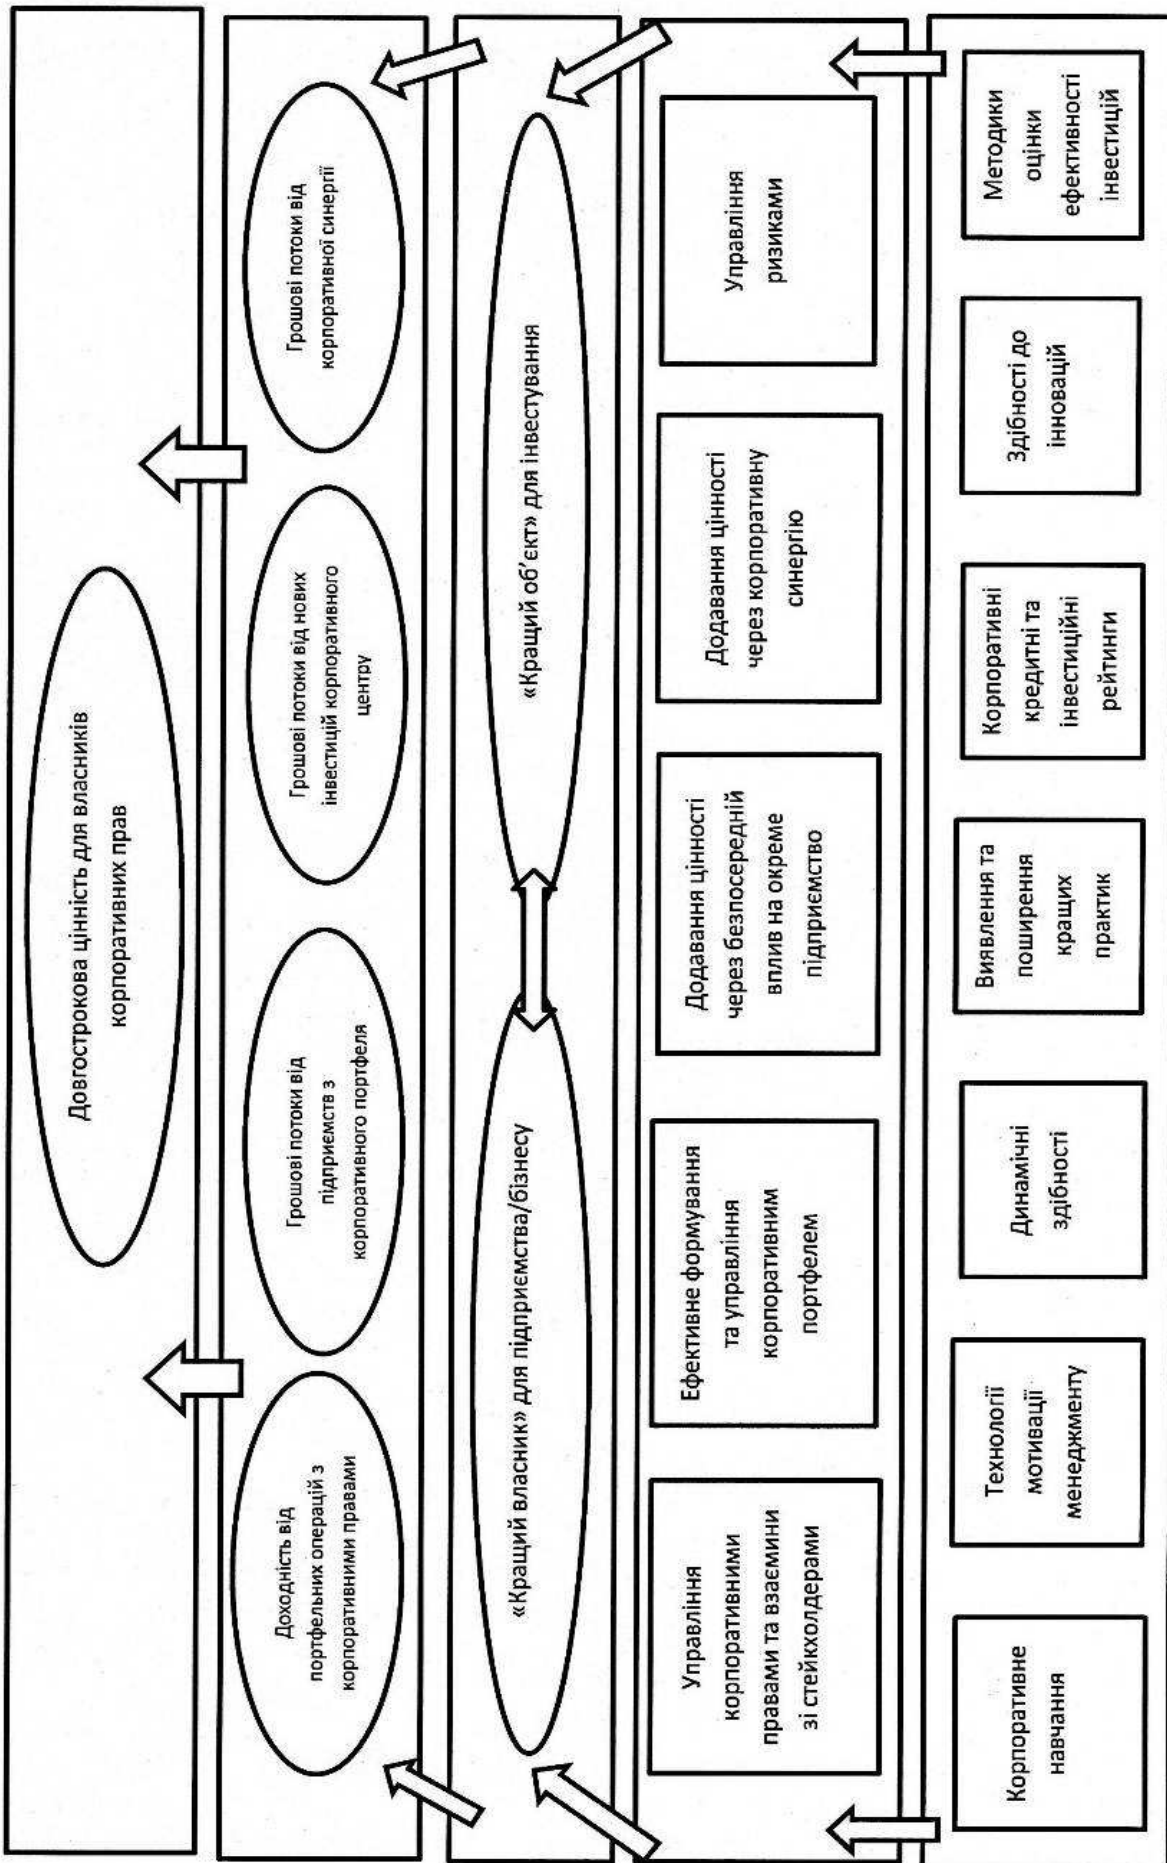 Довгострокова цінність для власників
корпоративних прав
Доходність від
портфельних операцій з
корпоративними правами
Грошові потоки від
підприємств з
корпоративного портфеля
Грошові потоки від нових
інвестицій корпоративного
центру
Грошові потоки від
корпоративної синергії
«Кращий власник» для підприємства/бізнесу
«Кращий об'єкт» для інвестування
Управління
корпоративними
правами та взаємини
зі стейкхолдерами
Ефективне формування
та управління
корпоративним
портфелем
Додавання цінності
через безпосередній
вплив на окреме
підприємство
Додавання цінності
через корпоративну
синергію
Управління
ризиками
Корпоративне
навчання
Технології
мотивації
менеджменту
Динамічні
здібності
Виявлення та
поширення
кращих
практик
Корпоративні
кредитні та
інвестиційні
рейтинги
Здібності до
інновацій
Методики
оцінки
ефективності
інвестицій